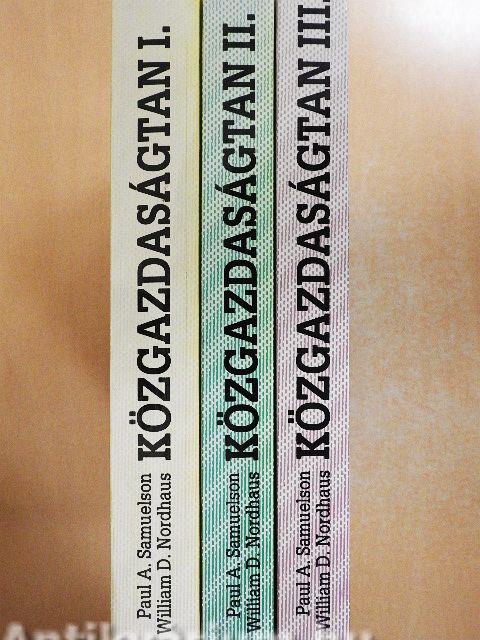 Paul A. Samuelson
William D. Nordhaus
KÖZGAZDASÁGTAN I.
Paul A. Samuelson
William D. Nordhaus
KÖZGAZDASÁGTAN II.
Paul A. Samuelson
William D. Nordhaus
KÖZGAZDASÁGTAN III.